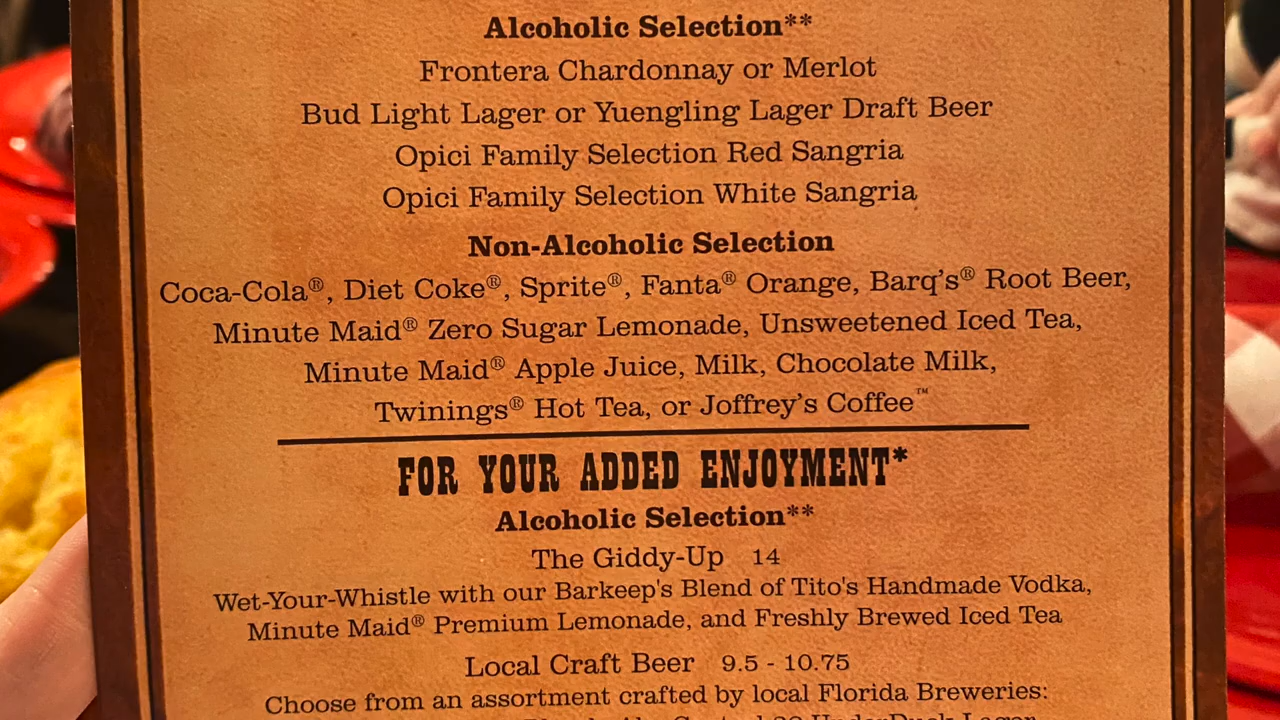 Alcoholic Selection**
Frontera Chardonnay or Merlot
Bud Light Lager or Yuengling Lager Draft Beer
Opici Family Selection Red Sangria
Opici Family Selection White Sangria
Non-Alcoholic Selection
Coca-Cola®, Diet Coke®, Sprite®, Fanta® Orange, Barq's® Root Beer,
Minute Maid® Zero Sugar Lemonade, Unsweetened Iced Tea,
Minute Maid® Apple Juice, Milk, Chocolate Milk,
Twinings® Hot Tea, or Joffrey's Coffee™
FOR YOUR ADDED ENJOYMENT*
Alcoholic Selection**
The Giddy-Up 14
Wet-Your-Whistle with our Barkeep's Blend of Tito's Handmade Vodka,
Minute Maid® Premium Lemonade, and Freshly Brewed Iced Tea
Local Craft Beer 9.5 - 10.75
Choose from an assortment crafted by local Florida Breweries: